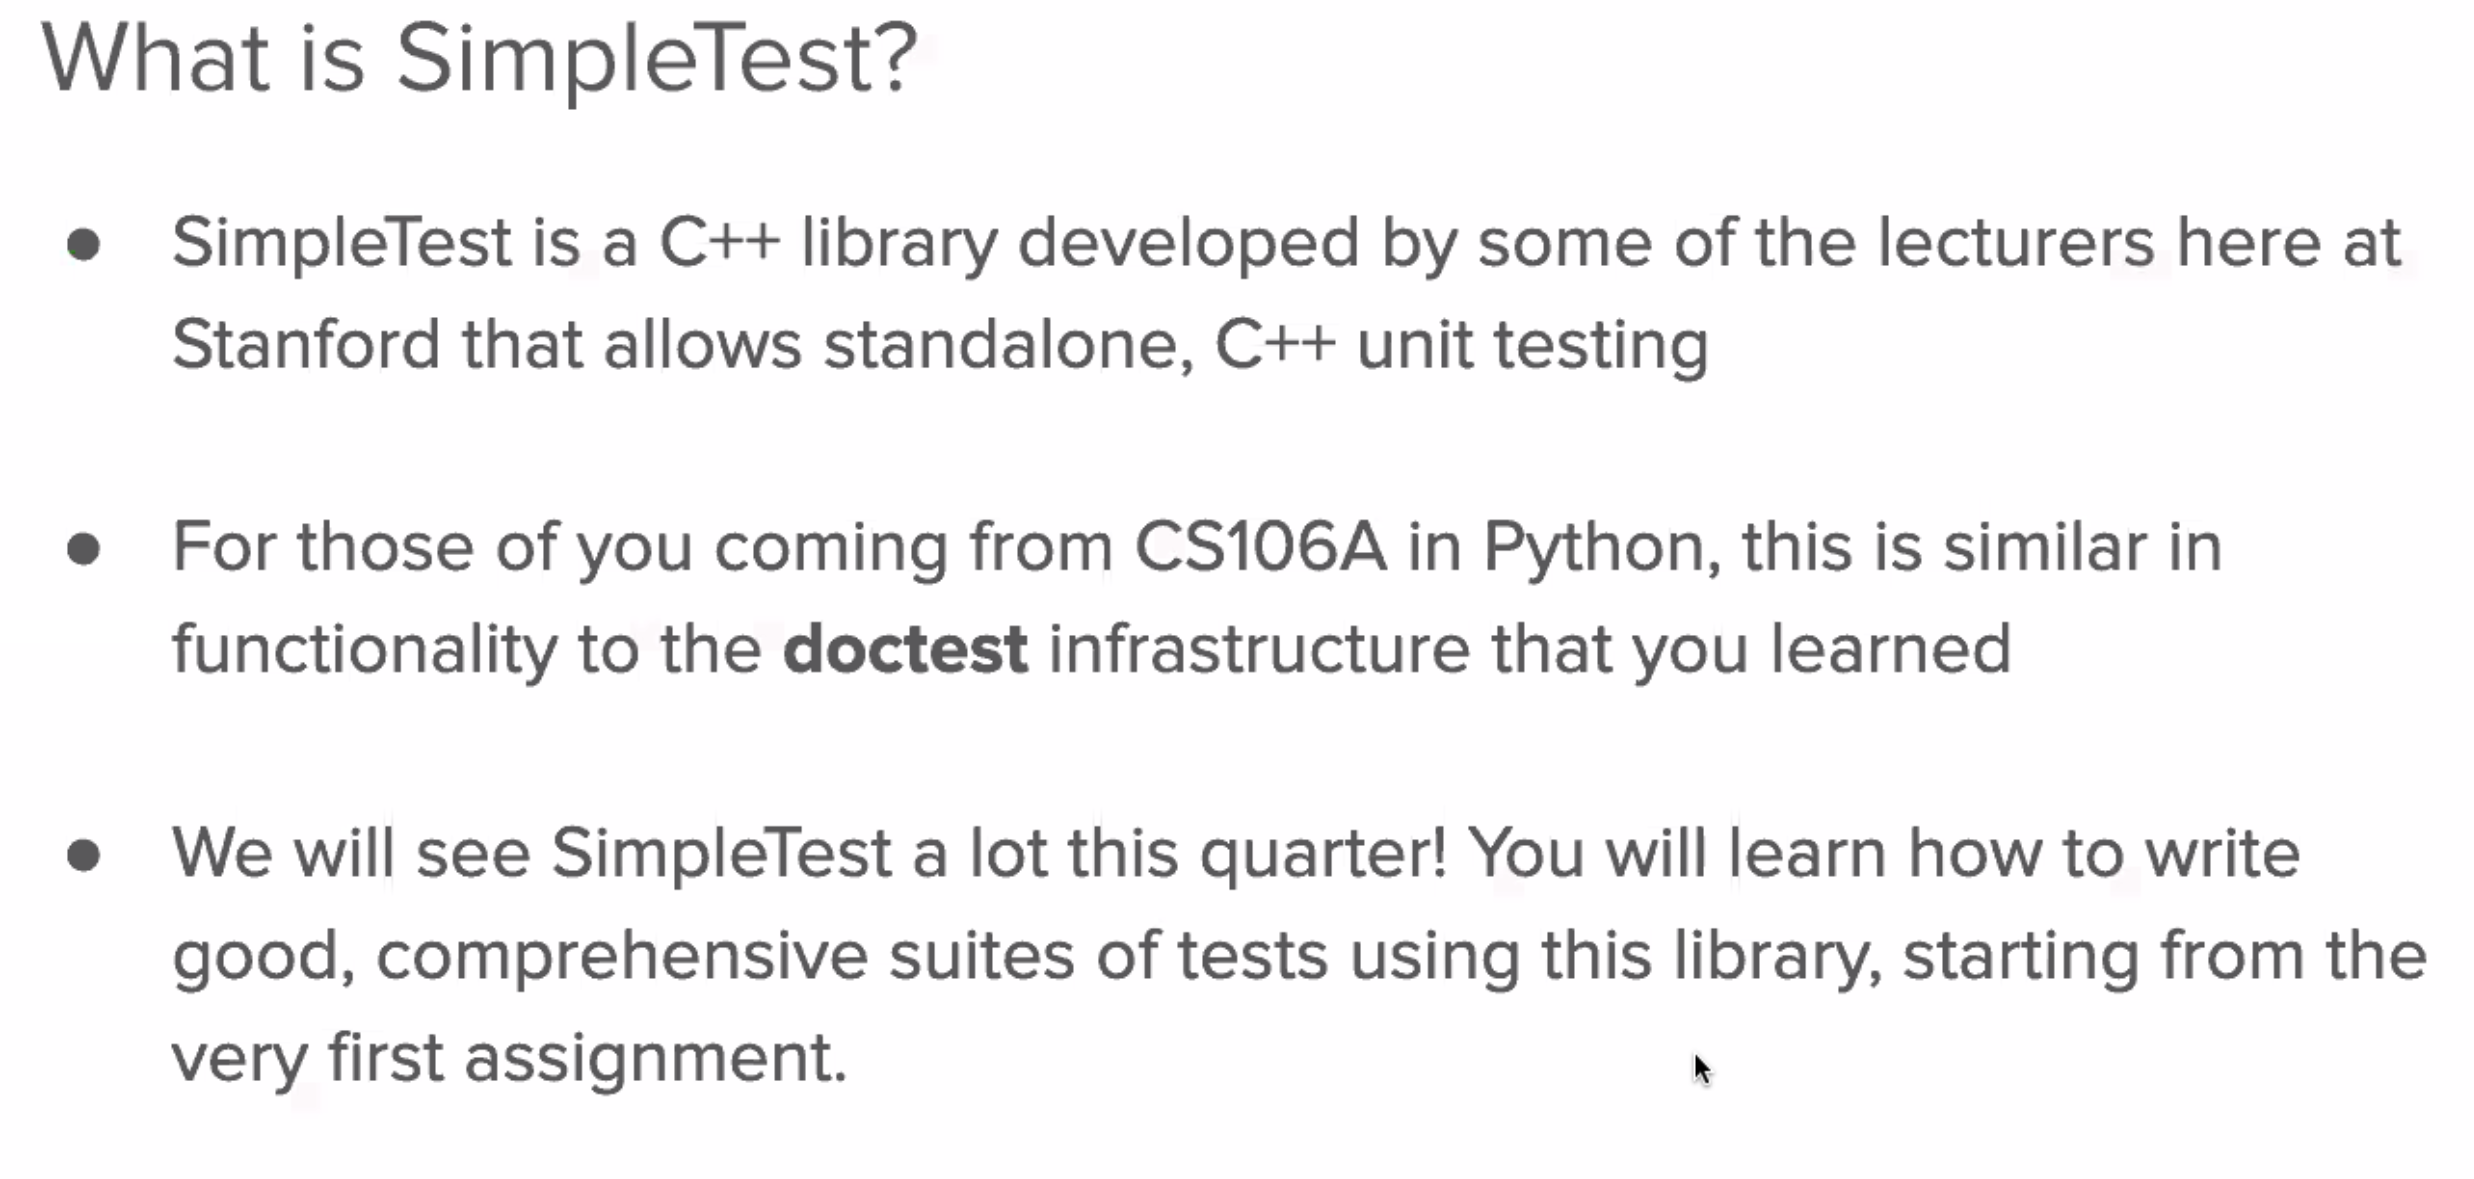 What is SimpleTest?
● SimpleTest is a C++ library developed by some of the lecturers here at
Stanford that allows standalone, C++ unit testing
● For those of you coming from CS106A in Python, this is similar in
functionality to the doctest infrastructure that you learned
● We will see SimpleTest a lot this quarter! You will learn how to write
good, comprehensive suites of tests using this library, starting from the
very first assignment.